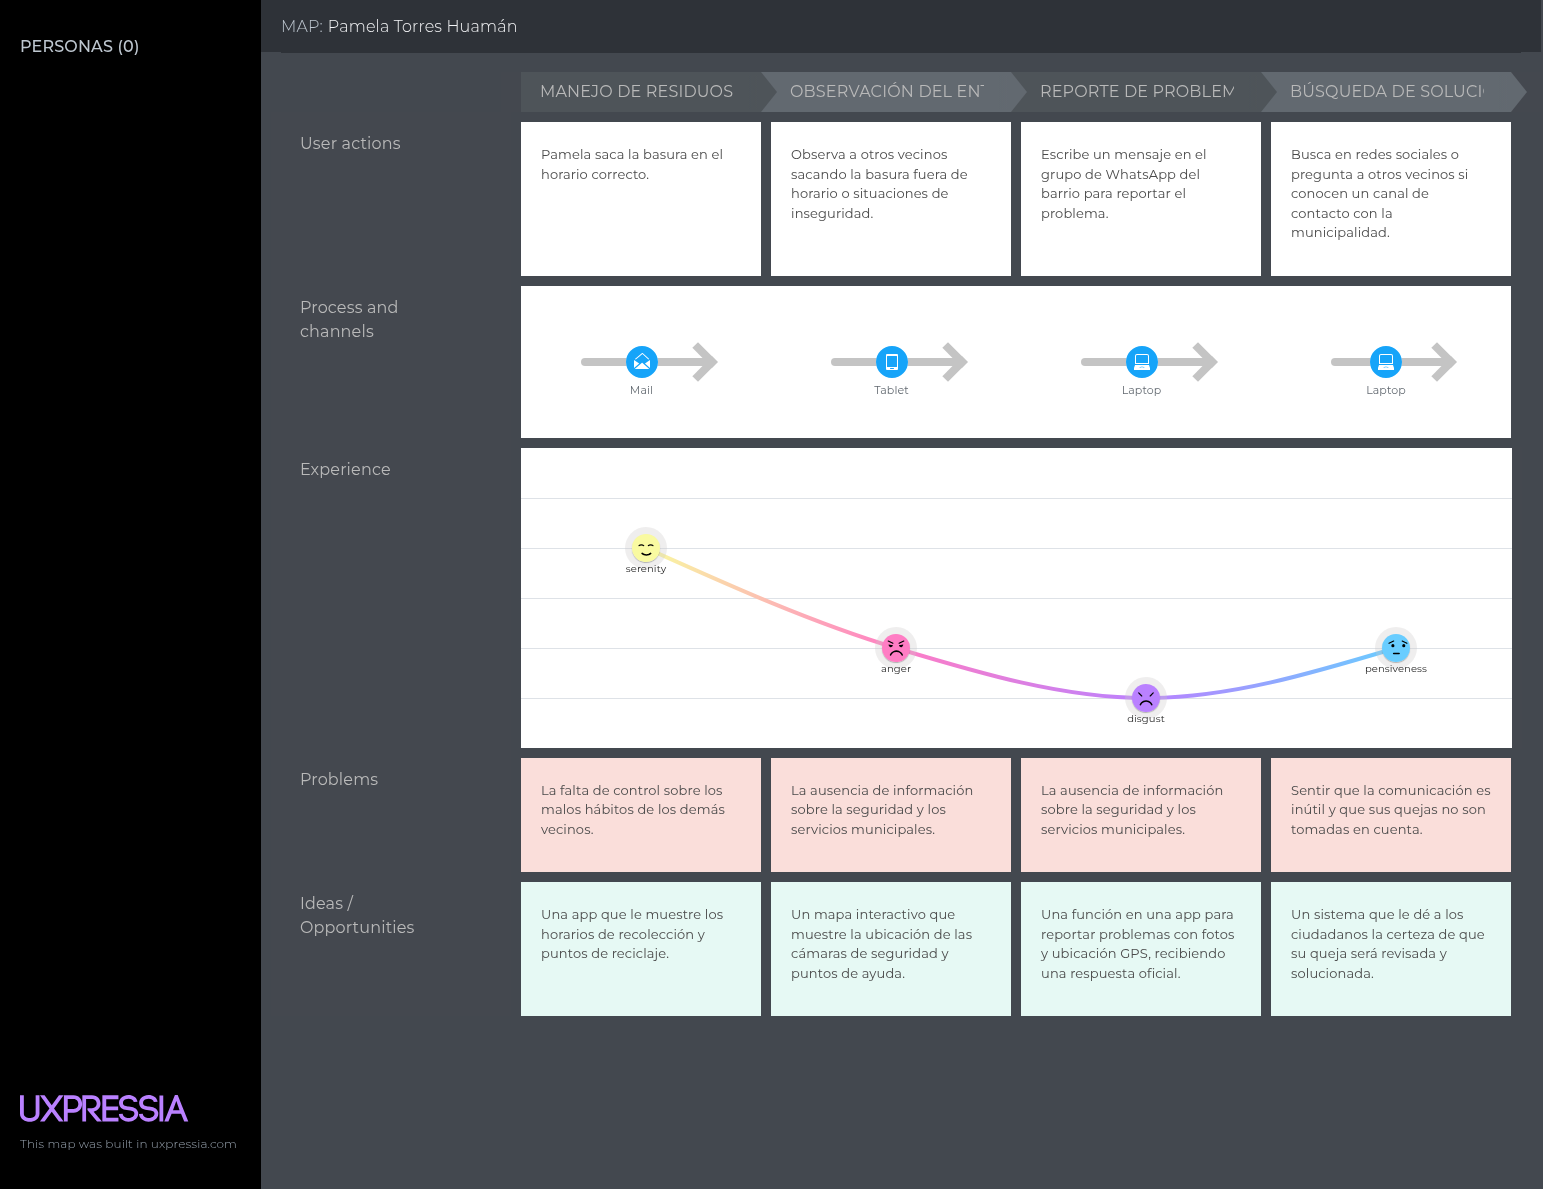 PERSONAS (0)
MAP: Pamela Torres Huamán
MANEJO DE RESIDUOS
OBSERVACIÓN DEL ENT
REPORTE DE PROBLEM
BÚSQUEDA DE SOLUCI
User actions
Pamela saca la basura en el
horario correcto.
Observa a otros vecinos
sacando la basura fuera de
horario o situaciones de
inseguridad.
Escribe un mensaje en el
grupo de WhatsApp del
barrio para reportar el
problema.
Busca en redes sociales o
pregunta a otros vecinos si
conocen un canal de
contacto con la
municipalidad.
Process and
channels
Mail
Tablet
Laptop
Laptop
Experience
serenity
anger
disgust
pensiveness
Problems
La falta de control sobre los
malos hábitos de los demás
vecinos.
La ausencia de información
sobre la seguridad y los
servicios municipales.
La ausencia de información
sobre la seguridad y los
servicios municipales.
Sentir que la comunicación es
inútil y que sus quejas no son
tomadas en cuenta.
Ideas /
Opportunities
Una app que le muestre los
horarios de recolección y
puntos de reciclaje.
Un mapa interactivo que
muestre la ubicación de las
cámaras de seguridad y
puntos de ayuda.
Una función en una app para
reportar problemas con fotos
y ubicación GPS, recibiendo
una respuesta oficial.
Un sistema que le dé a los
ciudadanos la certeza de que
su queja será revisada y
solucionada.
UXPRESSIA
This map was built in uxpressia.com